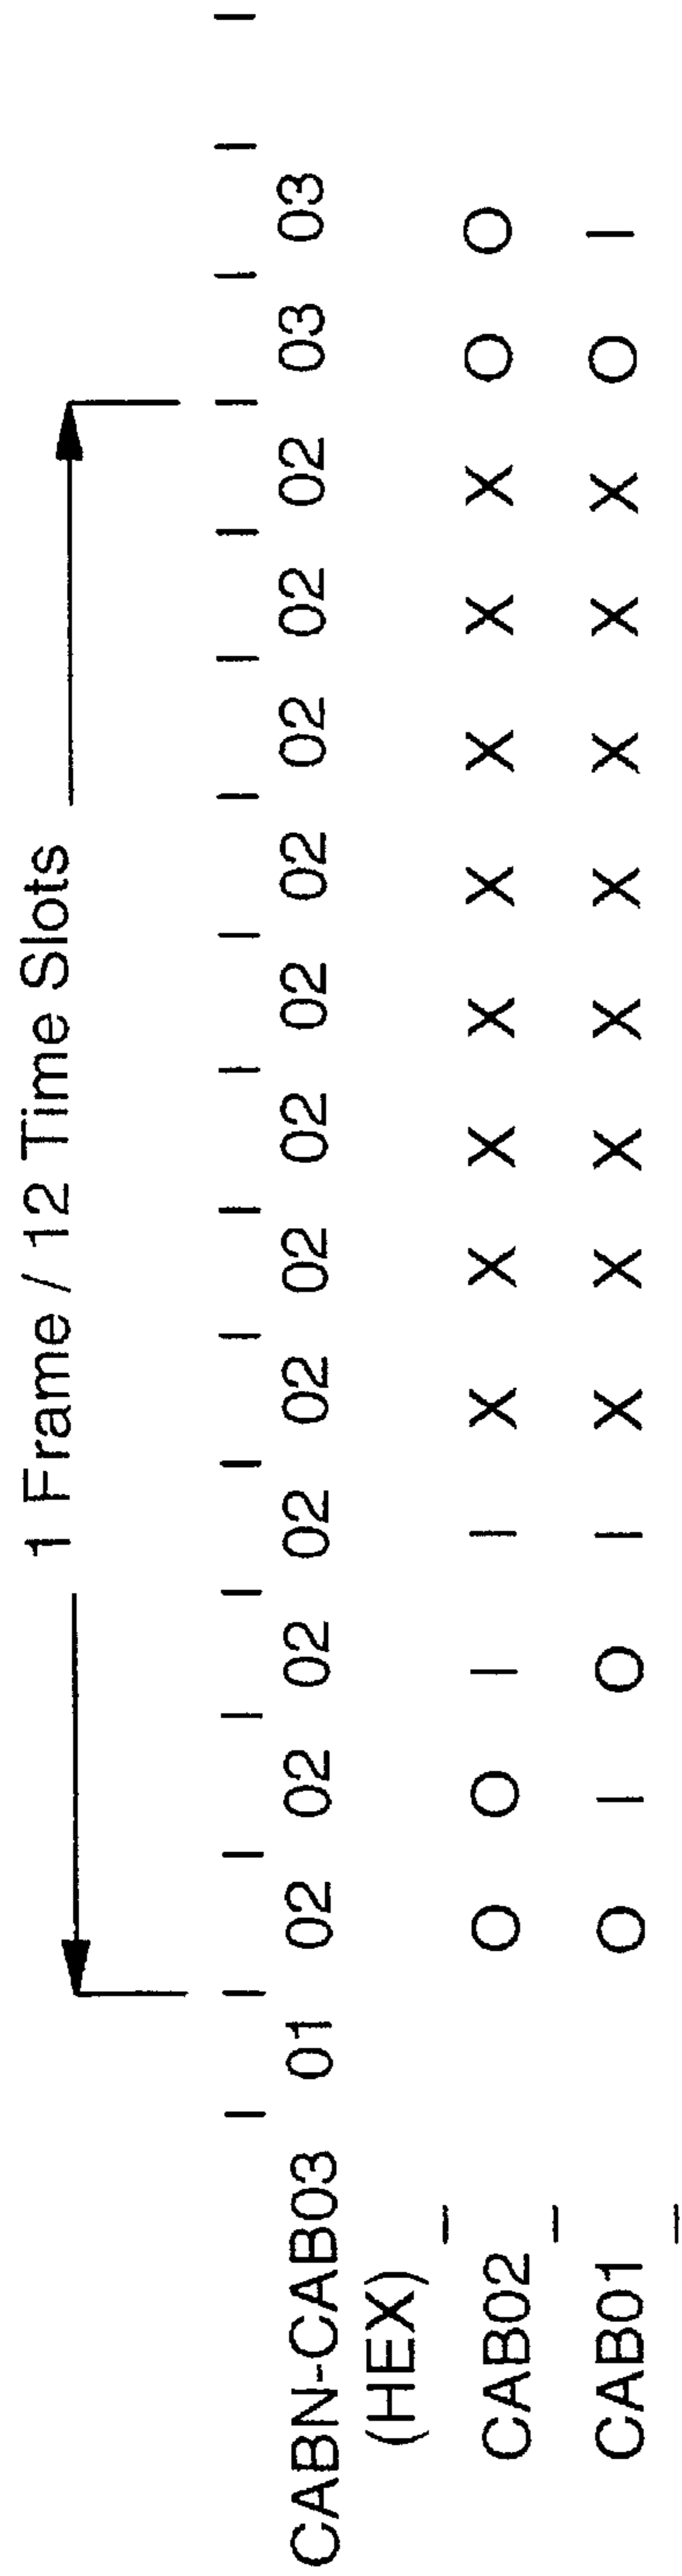 1 Frame / 12 Time Slots
CABN-CAB03 01 02 02 02 02 02 02 02 02 02 02 02 02 03 03
(HEX)
CAB02 O O I I X X X X X X X X O O
CAB01 O I O I X X X X X X X X O I